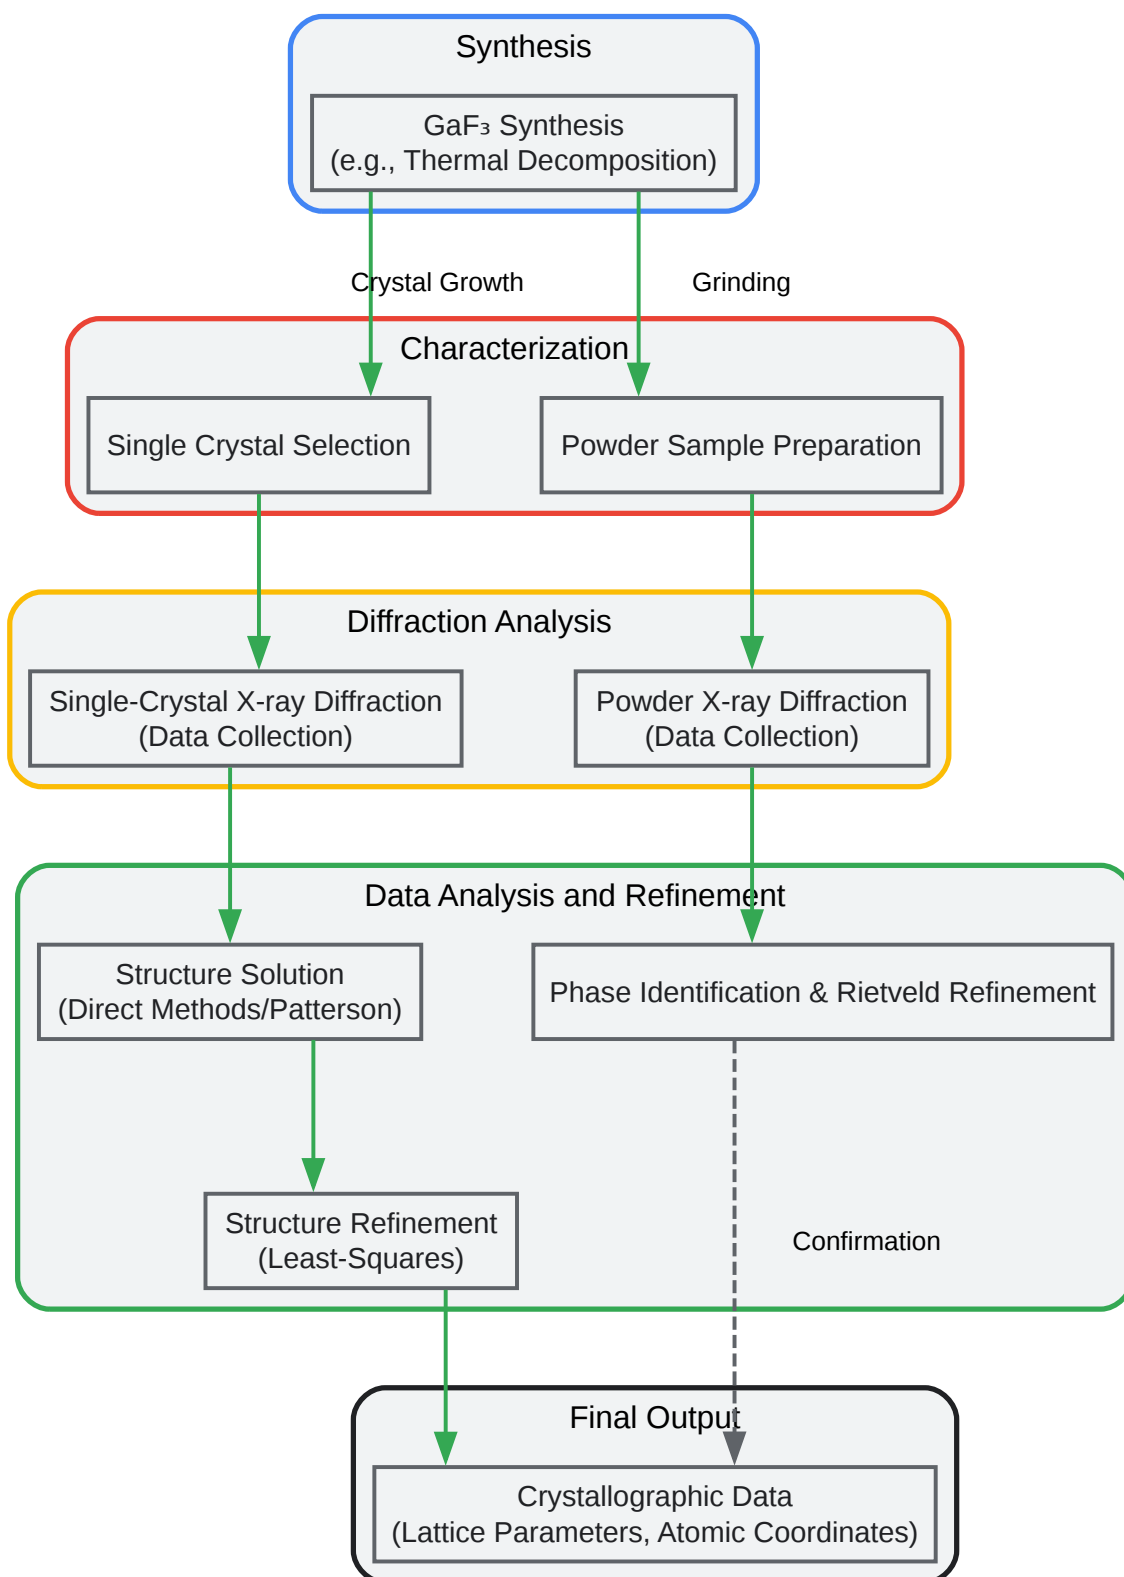 Synthesis
GaF₃ Synthesis
(e.g., Thermal Decomposition)
Crystal Growth
Grinding
Characterization
Single Crystal Selection
Powder Sample Preparation
Diffraction Analysis
Single-Crystal X-ray Diffraction
(Data Collection)
Powder X-ray Diffraction
(Data Collection)
Data Analysis and Refinement
Structure Solution
(Direct Methods/Patterson)
Phase Identification & Rietveld Refinement
Structure Refinement
(Least-Squares)
Confirmation
Final Output
Crystallographic Data
(Lattice Parameters, Atomic Coordinates)